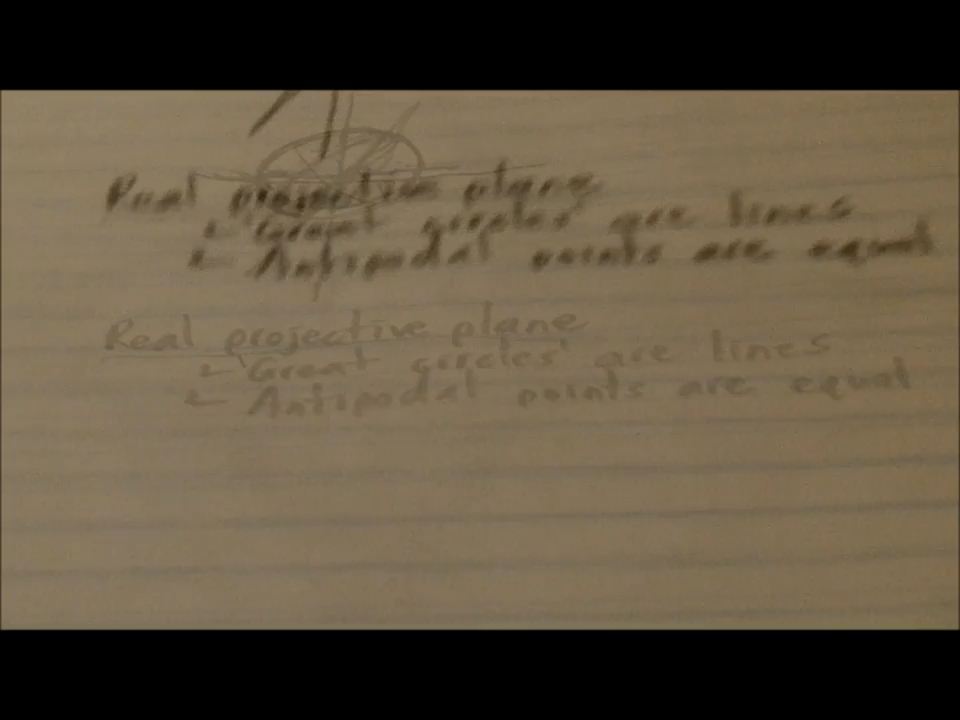 Real projective plane
- 'Great circles' are lines
- Antipodal points are equal
Real projective plane
- 'Great circles' are lines
- Antipodal points are equal